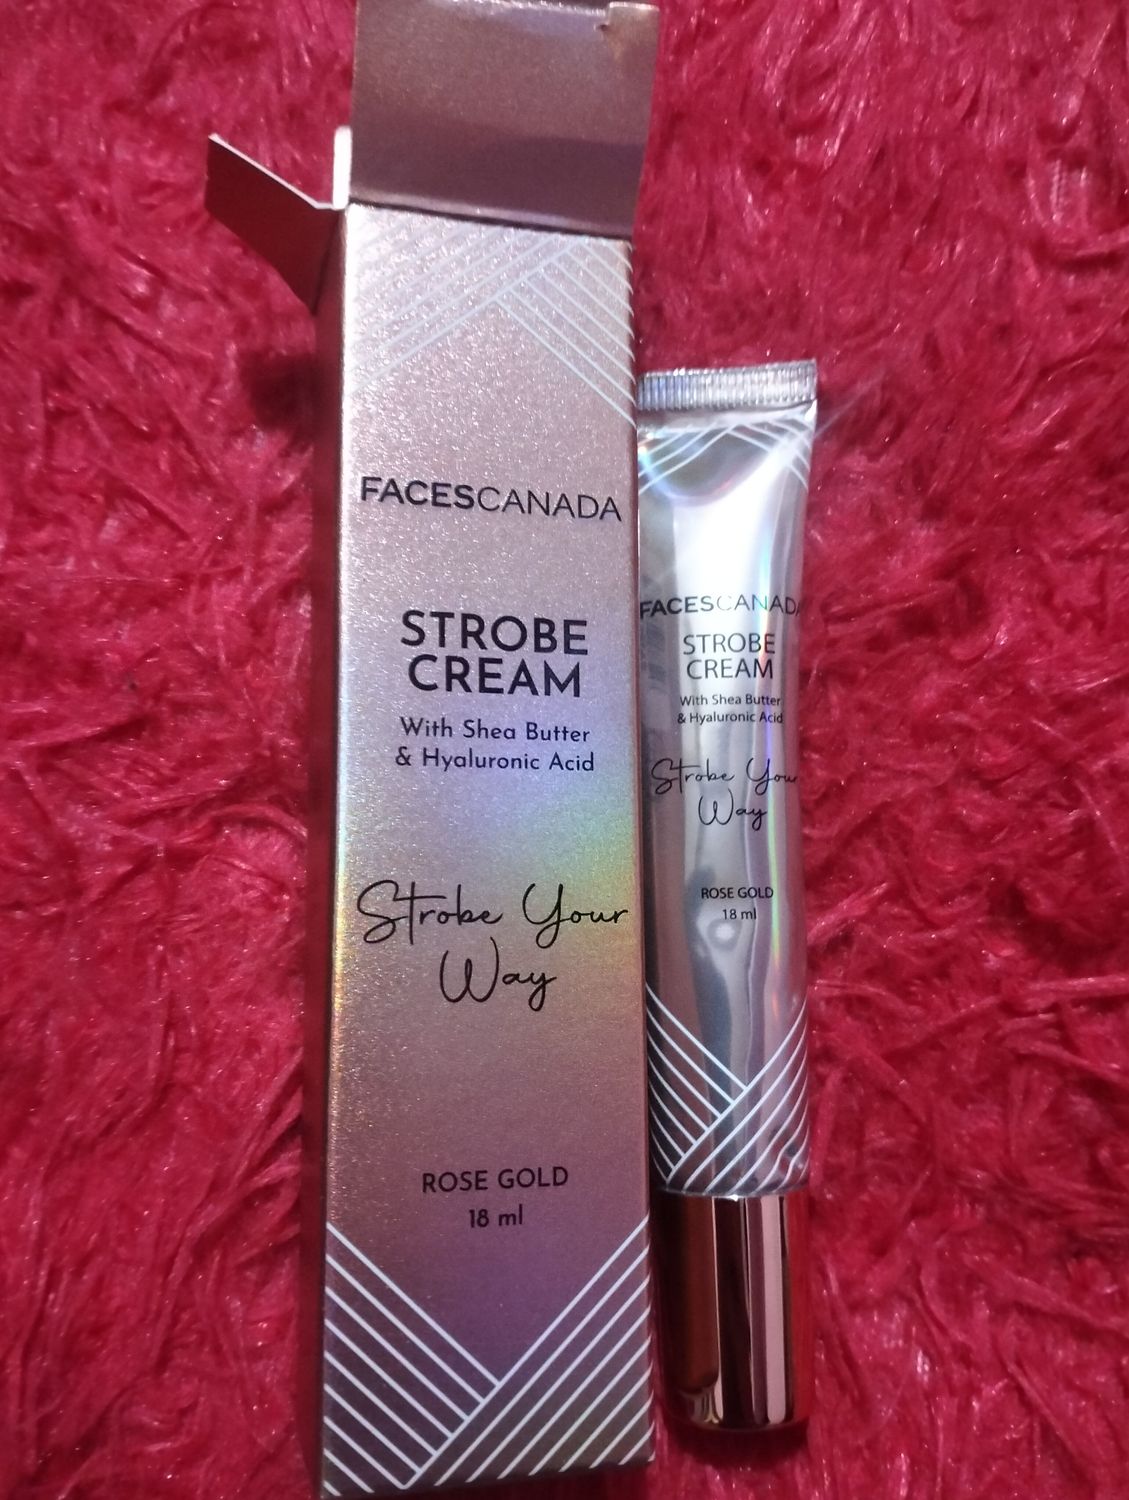 FACESCANADA
STROBE
CREAM
With Shea Butter
& Hyaluronic Acid
Strobe Your
Way
ROSE GOLD
18 ml
FACESCANADA
STROBE
CREAM
With Shea Butter
& Hyaluronic Acid
Strobe Your
Way
ROSE GOLD
18 ml